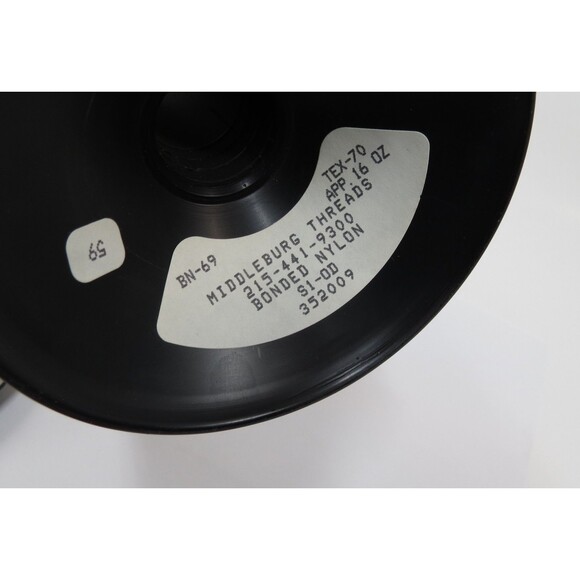 TEX-70
BN-69 APP. 16 OZ
MIDDLEBURG THREADS
215-441-9300
BONDED NYLON
S1-OD
352009
59